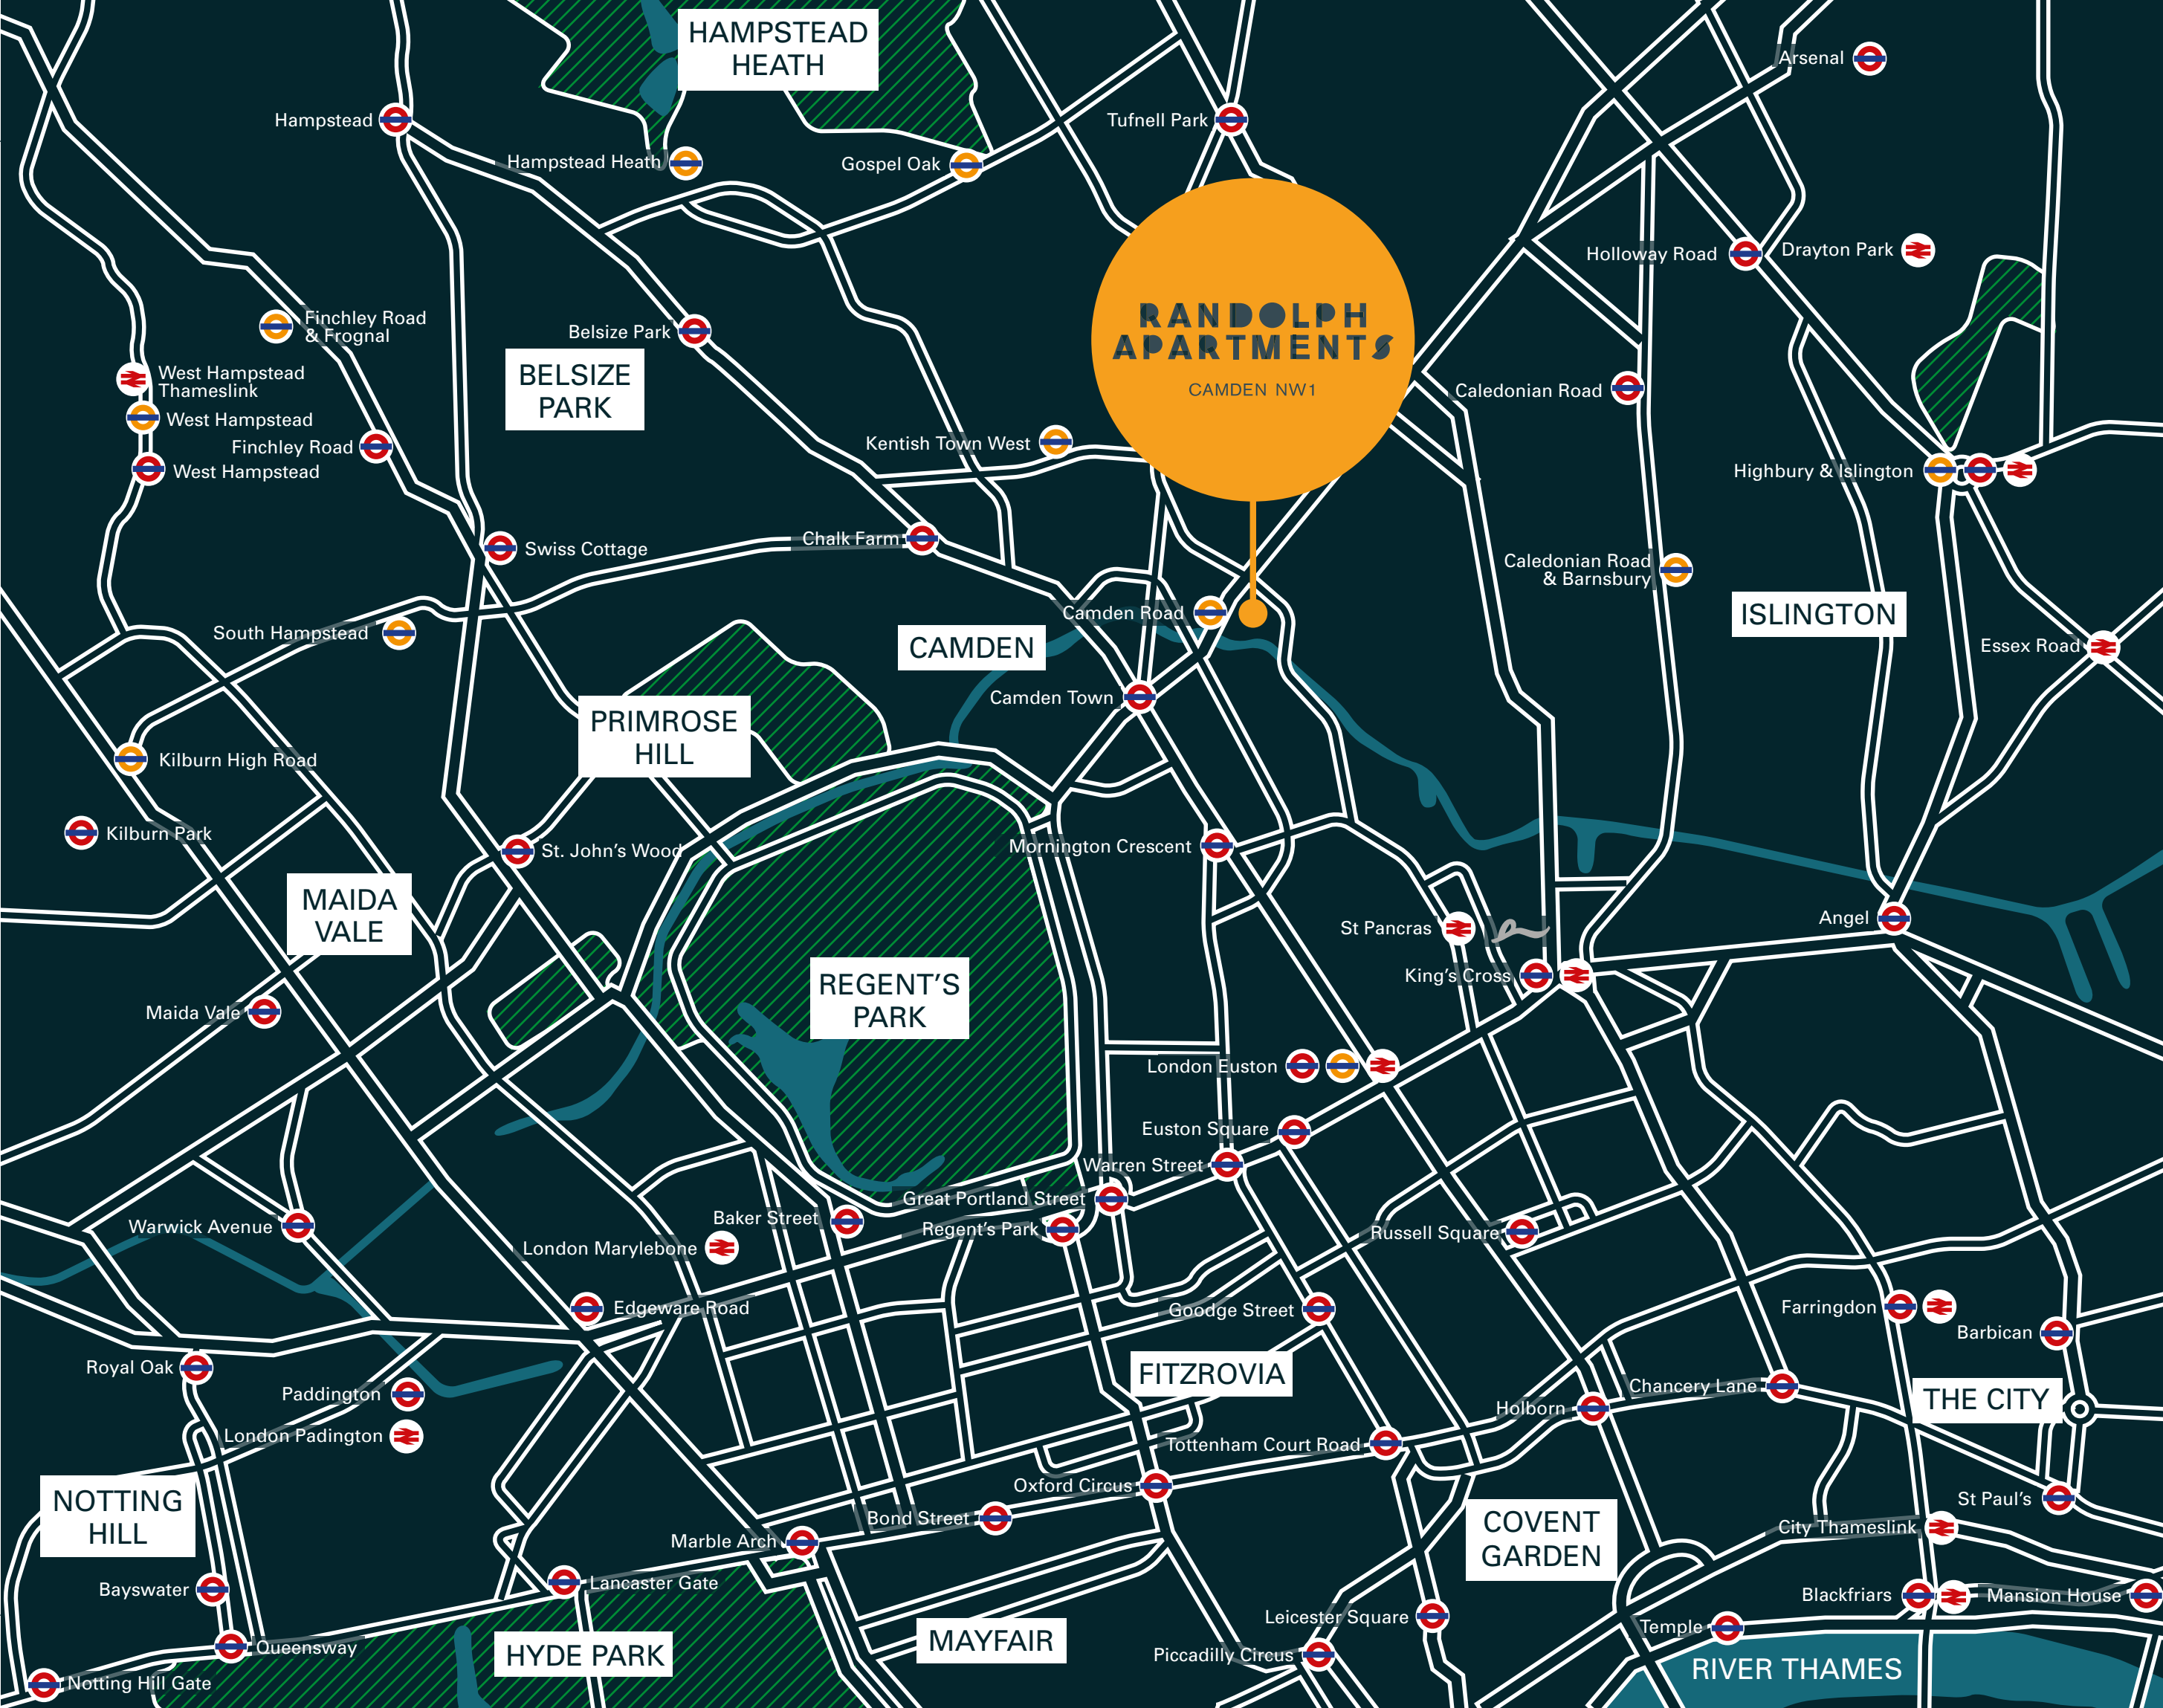 HAMPSTEAD
HEATH
Arsenal
Hampstead
Tufnell Park
Hampstead Heath
Gospel Oak
Holloway Road
Drayton Park
RANDOLPH
APARTMENTS
CAMDEN NW1
Finchley Road
& Frognal
Belsize Park
BELSIZE
PARK
West Hampstead
Thameslink
West Hampstead
Finchley Road
West Hampstead
Caledonian Road
Kentish Town West
Highbury & Islington
Swiss Cottage
Chalk Farm
Caledonian Road
& Barnsbury
Camden Road
ISLINGTON
South Hampstead
CAMDEN
Essex Road
Camden Town
PRIMROSE
HILL
Kilburn High Road
Kilburn Park
St. John's Wood
Mornington Crescent
MAIDA
VALE
St Pancras
Angel
REGENT'S
PARK
King's Cross
Maida Vale
London Euston
Euston Square
Warren Street
Great Portland Street
Warwick Avenue
Baker Street
Regent's Park
Russell Square
London Marylebone
Edgeware Road
Goodge Street
Farringdon
Barbican
Royal Oak
FITZROVIA
Paddington
Chancery Lane
THE CITY
Holborn
London Padington
Tottenham Court Road
Oxford Circus
NOTTING
HILL
Bond Street
St Paul's
COVENT
GARDEN
City Thameslink
Marble Arch
Bayswater
Lancaster Gate
Blackfriars
Mansion House
Leicester Square
Temple
Queensway
HYDE PARK
MAYFAIR
Piccadilly Circus
RIVER THAMES
Notting Hill Gate